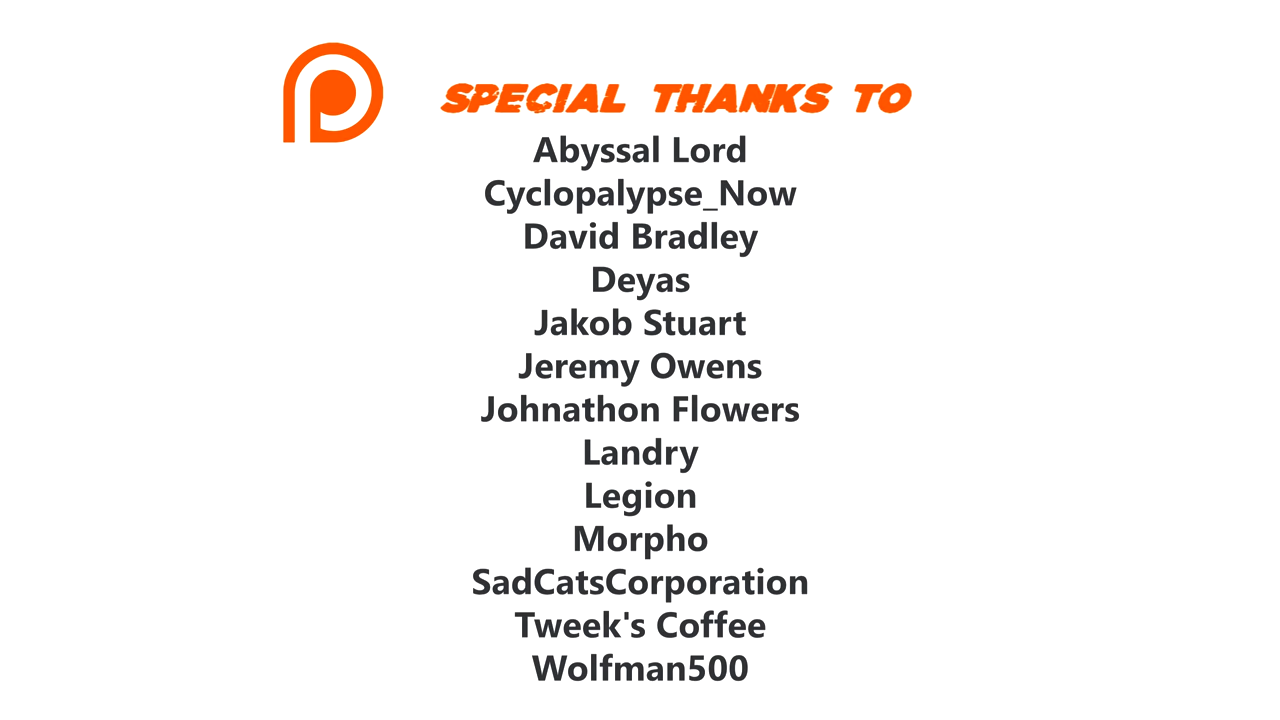 SPECIAL THANKS TO
Abyssal Lord
Cyclopalypse_Now
David Bradley
Deyas
Jakob Stuart
Jeremy Owens
Johnathon Flowers
Landry
Legion
Morpho
SadCatsCorporation
Tweek's Coffee
Wolfman500